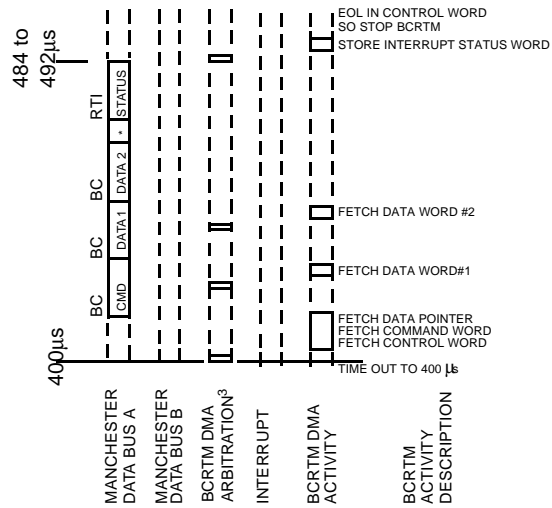 EOL IN CONTROL WORD
SO STOP BCRTM
STORE INTERRUPT STATUS WORD
484 to
492µs
RTI
STATUS
*
BC
DATA 2
FETCH DATA WORD #2
BC
DATA 1
FETCH DATA WORD#1
BC
CMD
FETCH DATA POINTER
FETCH COMMAND WORD
FETCH CONTROL WORD
400µs
TIME OUT TO 400 µs
MANCHESTER
DATA BUS A
MANCHESTER
DATA BUS B
BCRTM DMA
ARBITRATION3
INTERRUPT
BCRTM DMA
ACTIVITY
BCRTM
ACTIVITY
DESCRIPTION